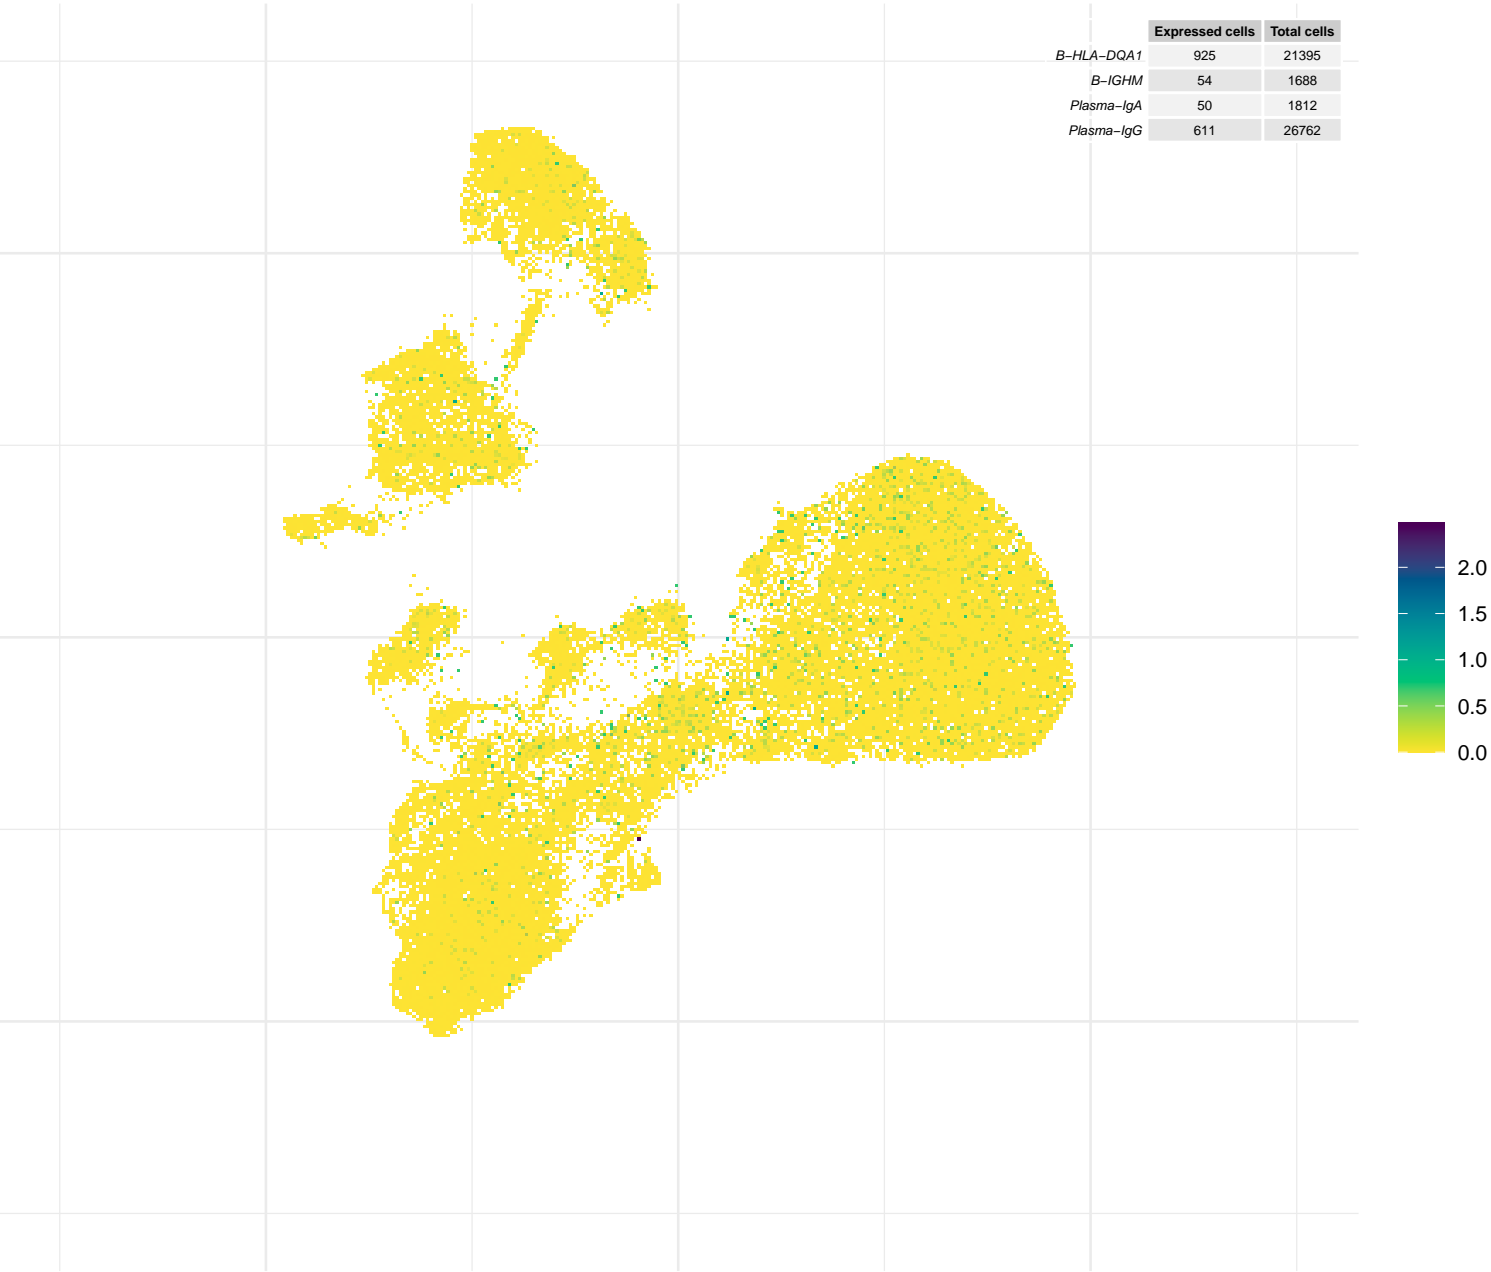 Expressed cells Total cells
B−HLA−DQA1 925 21395
B−IGHM 54 1688
Plasma−IgA 50 1812
Plasma−IgG 611 26762
2.0
1.5
1.0
0.5
0.0